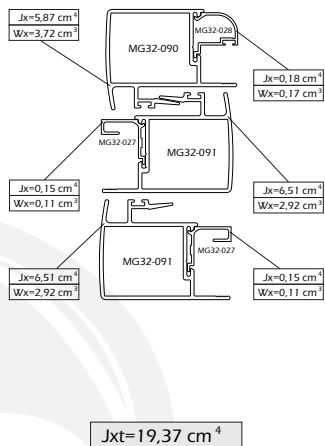 Jx=5,87 cm⁴
Wx=3,72 cm³
MG32-090
MG32-028
Jx=0,18 cm⁴
Wx=0,17 cm³
MG32-027
MG32-091
Jx=0,15 cm⁴
Wx=0,11 cm³
Jx=6,51 cm⁴
Wx=2,92 cm³
MG32-091
MG32-027
Jx=6,51 cm⁴
Wx=2,92 cm³
Jx=0,15 cm⁴
Wx=0,11 cm³
Jxt=19,37 cm⁴